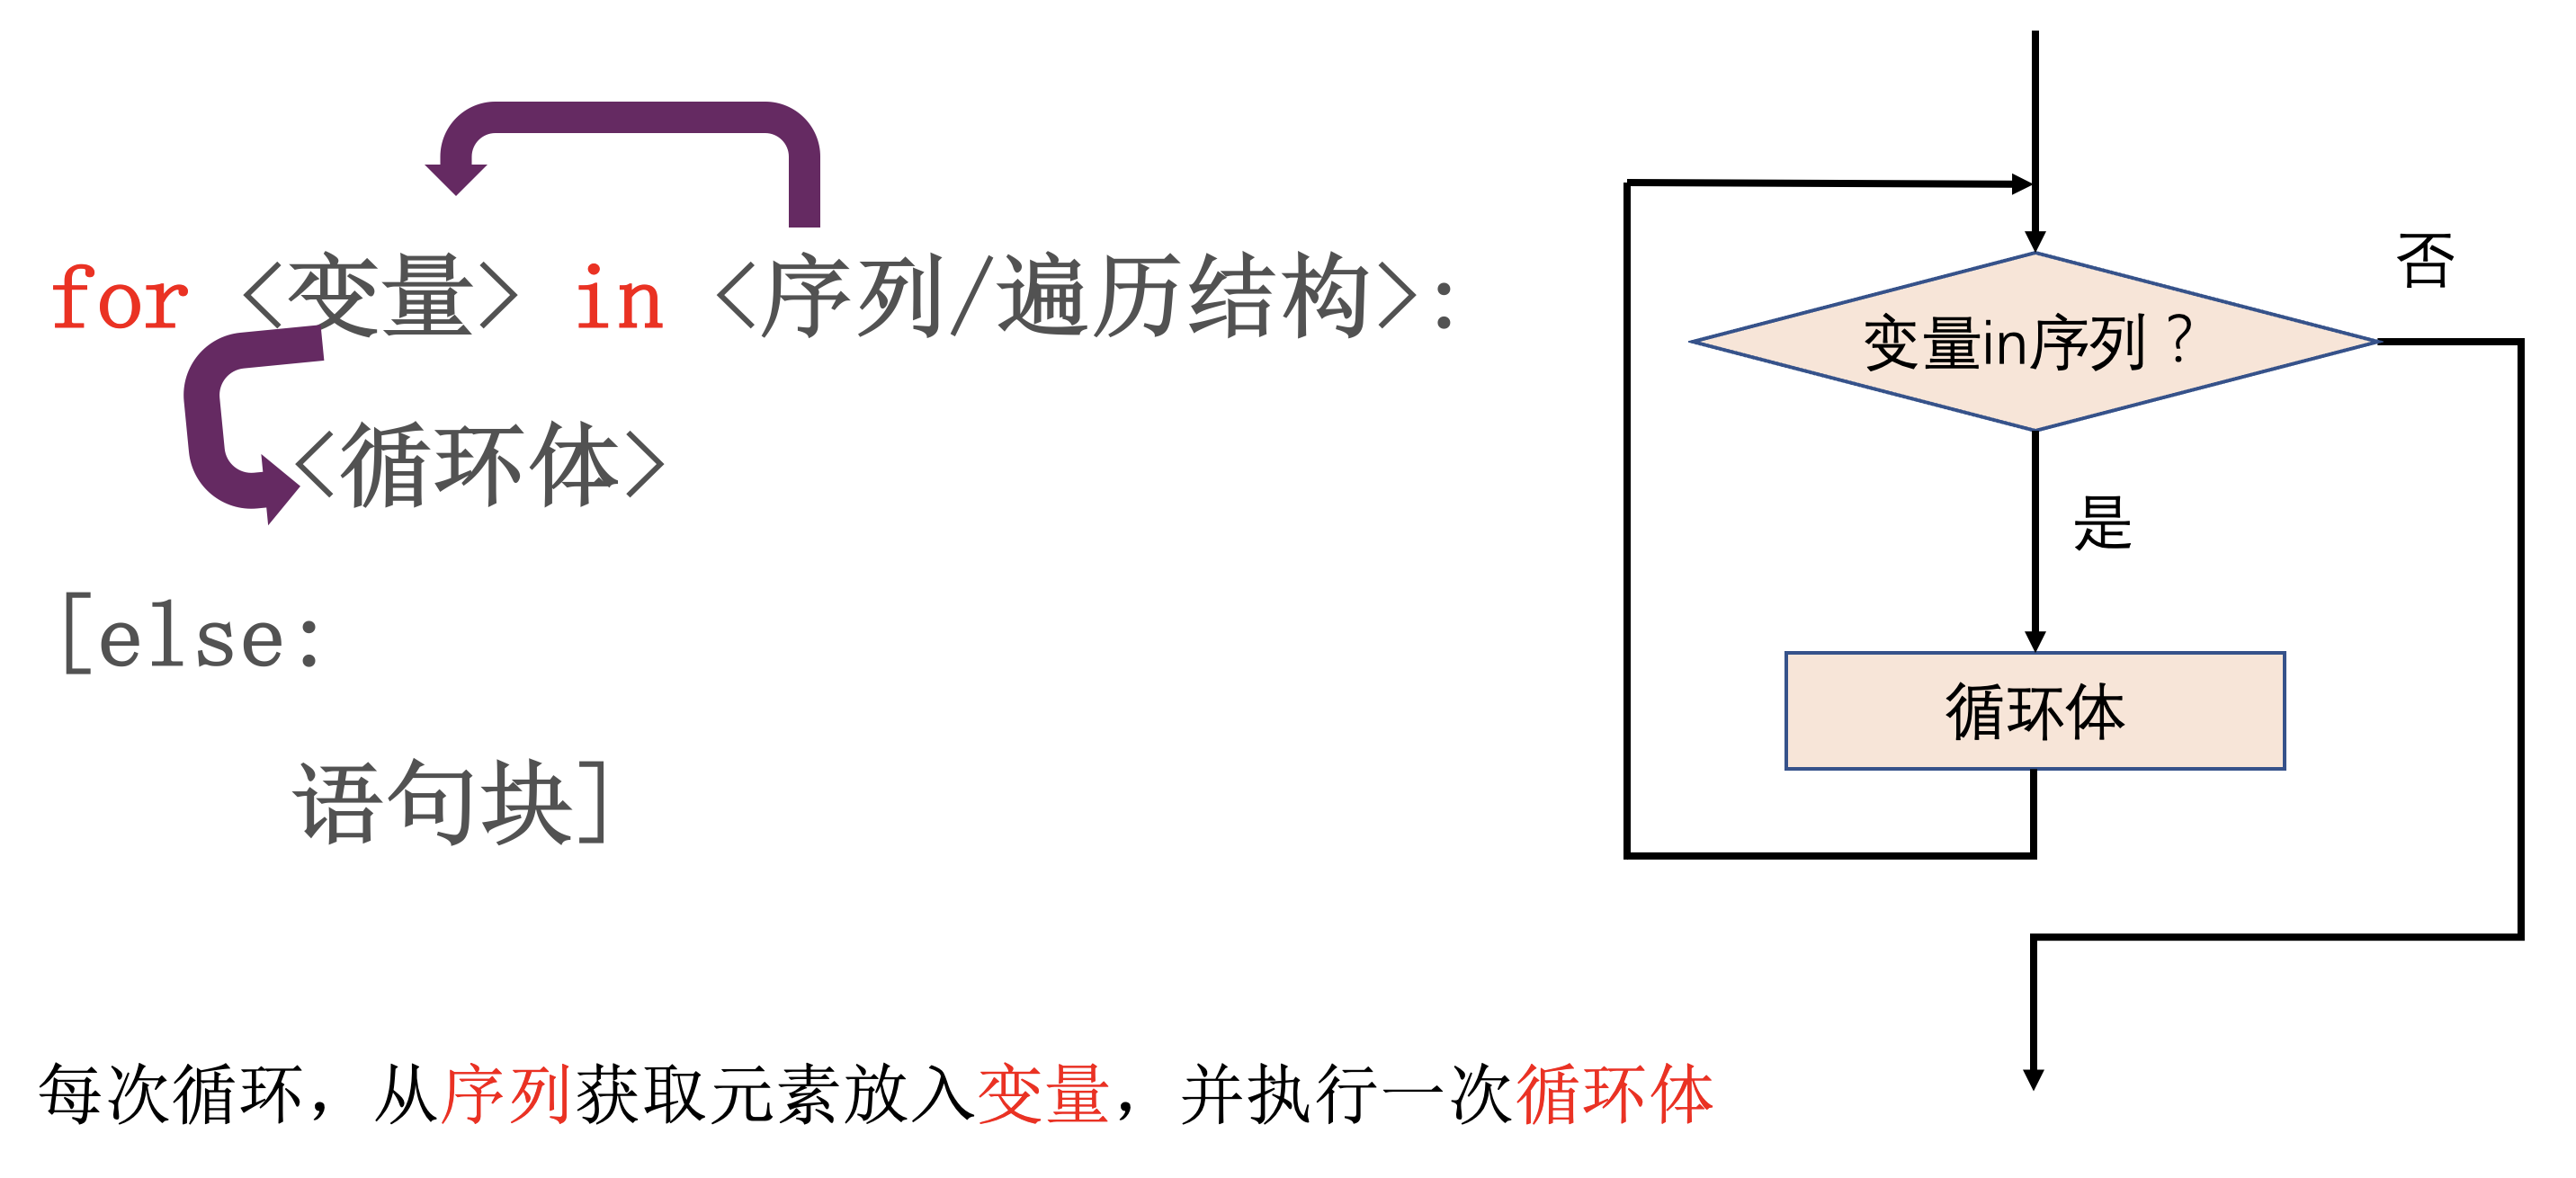 for <变量> in <序列/遍历结构>:
<循环体>
[else:
语句块]
每次循环，从序列获取元素放入变量，并执行一次循环体
变量in序列？
否
是
循环体